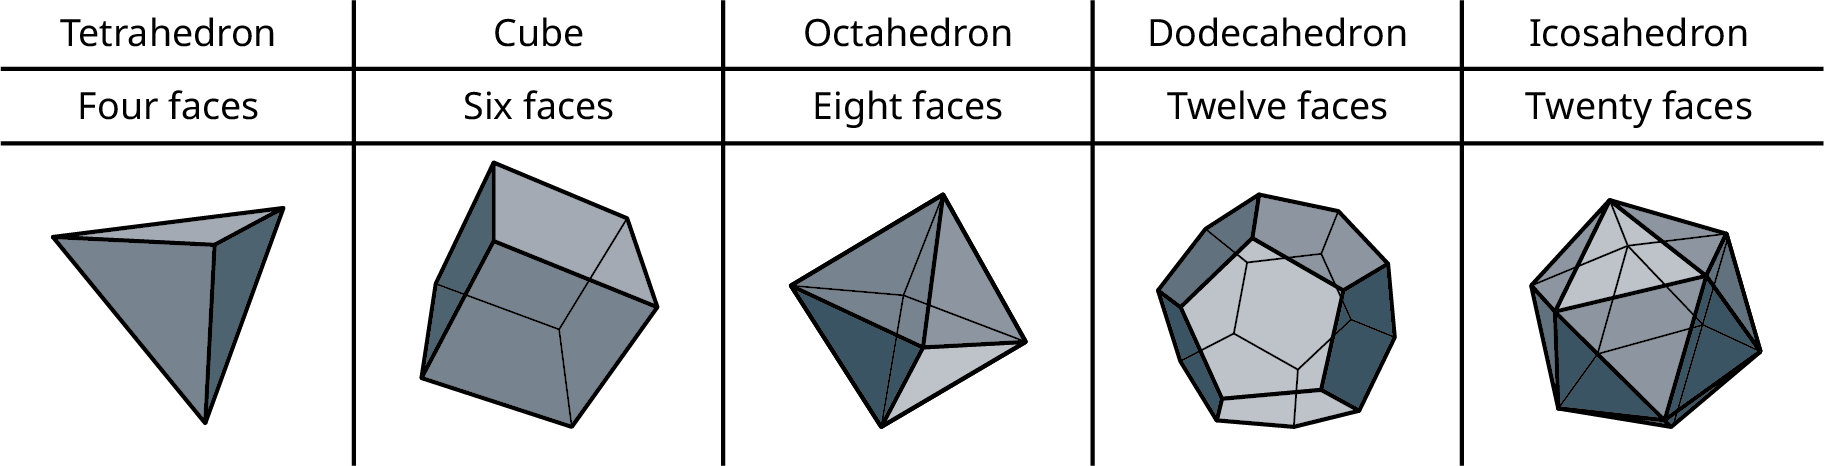 Tetrahedron Cube Octahedron Dodecahedron Icosahedron
Four faces Six faces Eight faces Twelve faces Twenty faces